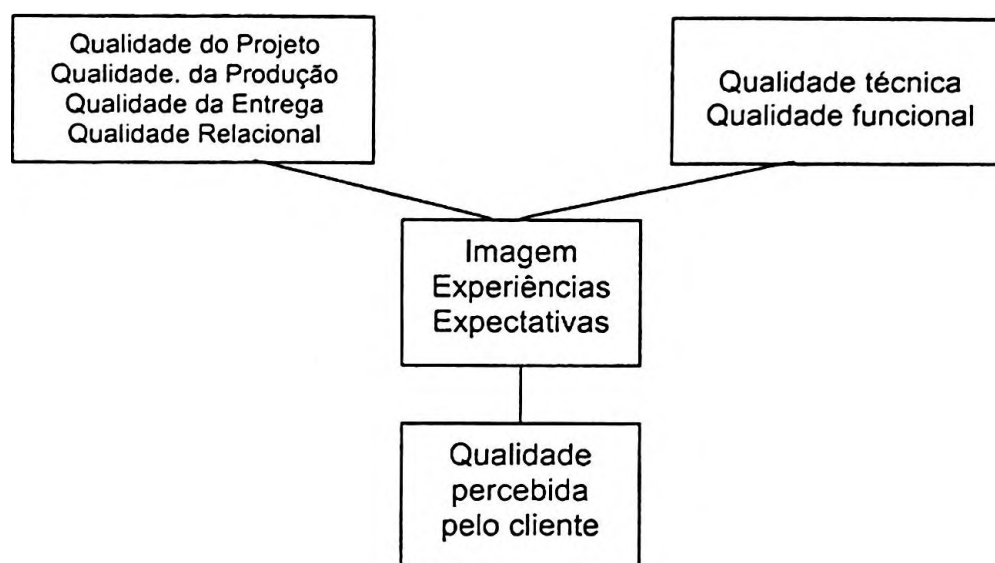 Qualidade do Projeto
Qualidade. da Produção
Qualidade da Entrega
Qualidade Relacional
Qualidade técnica
Qualidade funcional
Imagem
Experiências
Expectativas
Qualidade
percebida
pelo cliente